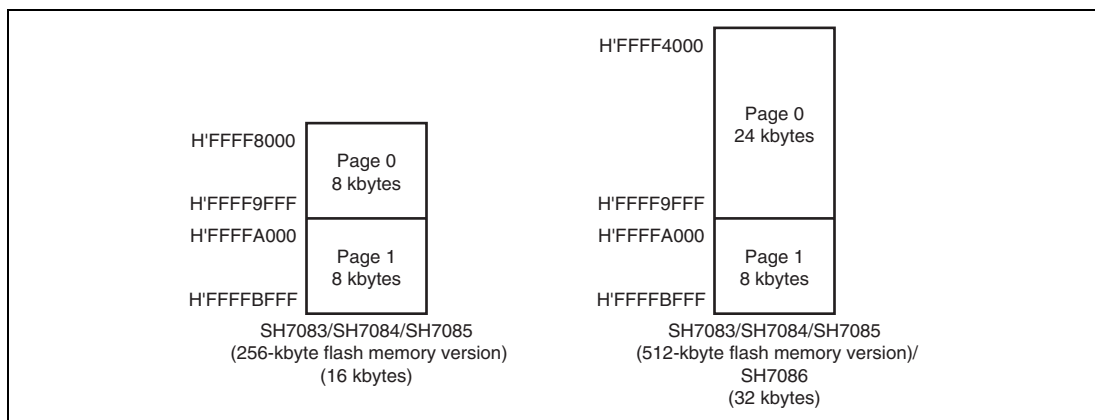 H'FFFF8000
Page 0
8 kbytes
H'FFFF9FFF
H'FFFFA000
Page 1
8 kbytes
H'FFFFBFFF
SH7083/SH7084/SH7085
(256-kbyte flash memory version)
(16 kbytes)
H'FFFF4000
Page 0
24 kbytes
H'FFFF9FFF
H'FFFFA000
Page 1
8 kbytes
H'FFFFBFFF
SH7083/SH7084/SH7085
(512-kbyte flash memory version)/
SH7086
(32 kbytes)